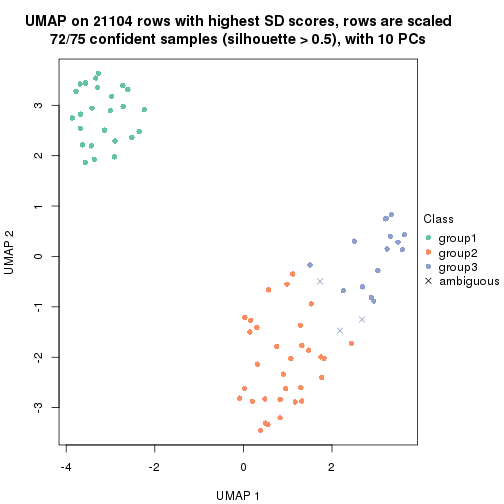 UMAP on 21104 rows with highest SD scores, rows are scaled
72/75 confident samples (silhouette > 0.5), with 10 PCs
3
2
1
0
-1
-2
-3
UMAP 2
-4
-2
0
2
UMAP 1
Class
group1
group2
group3
ambiguous